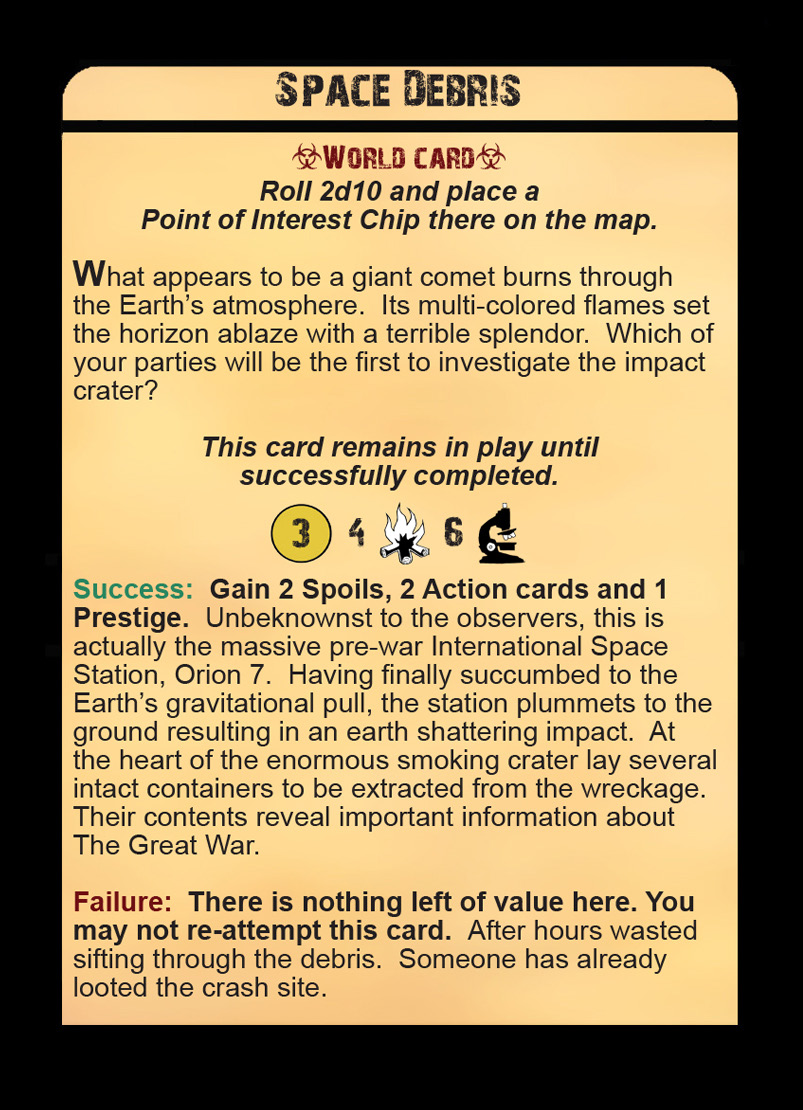 Space Debris
World card
Roll 2d10 and place a
Point of Interest Chip there on the map.
What appears to be a giant comet burns through
the Earth’s atmosphere.  Its multi-colored flames set
the horizon ablaze with a terrible splendor.  Which of
your parties will be the first to investigate the impact
crater?
This card remains in play until
successfully completed.
3 4 6
Success:  Gain 2 Spoils, 2 Action cards and 1
Prestige.  Unbeknownst to the observers, this is
actually the massive pre-war International Space
Station, Orion 7.  Having finally succumbed to the
Earth’s gravitational pull, the station plummets to the
ground resulting in an earth shattering impact.  At
the heart of the enormous smoking crater lay several
intact containers to be extracted from the wreckage.
Their contents reveal important information about
The Great War.
Failure:  There is nothing left of value here. You
may not re-attempt this card.  After hours wasted
sifting through the debris.  Someone has already
looted the crash site.